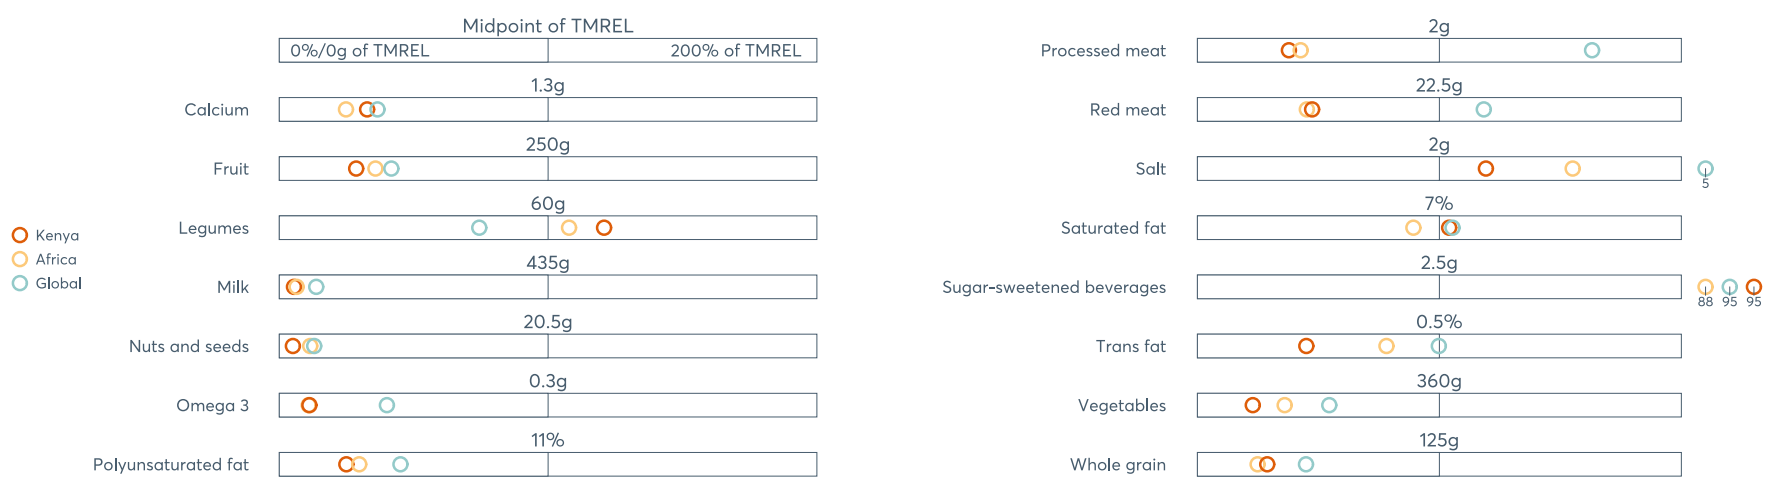 Midpoint of TMREL
0%/0g of TMREL 200% of TMREL
1.3g
Calcium
250g
Fruit
60g
Legumes
435g
Milk
20.5g
Nuts and seeds
0.3g
Omega 3
11%
Polyunsaturated fat
Kenya
Africa
Global
2g
Processed meat
22.5g
Red meat
2g
Salt
5
7%
Saturated fat
2.5g
Sugar-sweetened beverages
88 95 95
0.5%
Trans fat
360g
Vegetables
125g
Whole grain